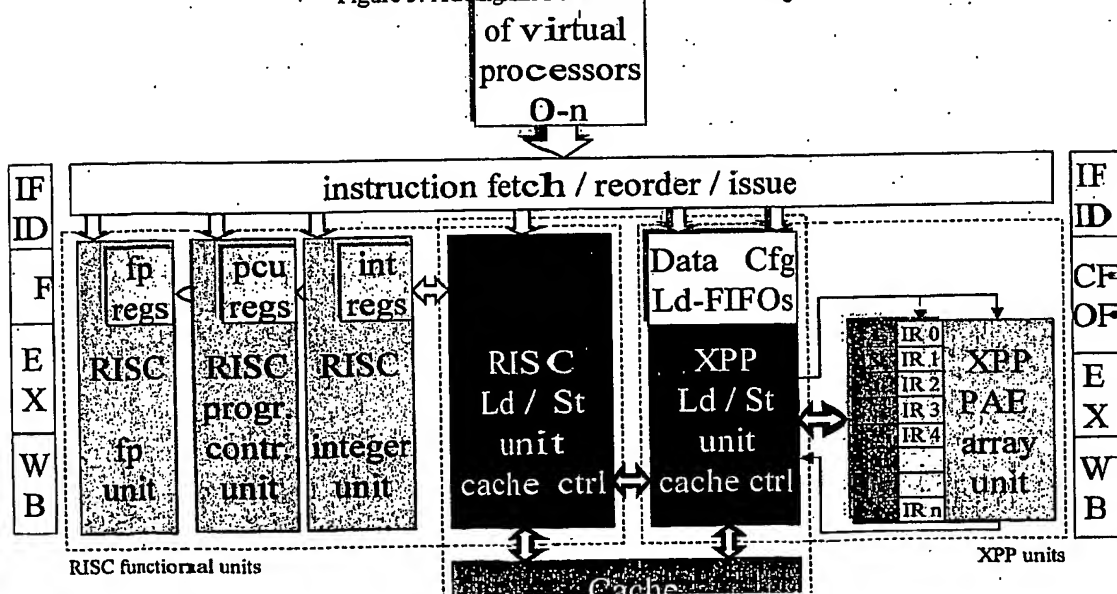 of virtual
processors
O-n
instruction fetch / reorder / issue
IF
ID
F
E
X
W
B
fp
regs
RISC
fp
unit
pcu
regs
RISC
progr.
contr.
unit
int
regs
RISC
integer
unit
RISC
Ld / St
unit
cache ctrl
Data Cfg
Ld-FIFOs
XPP
Ld / St
unit
cache ctrl
IR 0
IR 1
IR 2
IR 3
IR 4
IR n
XPP
PAE
array
unit
IF
ID
CF
OF
E
X
W
B
RISC functional units
XPP units
Cache